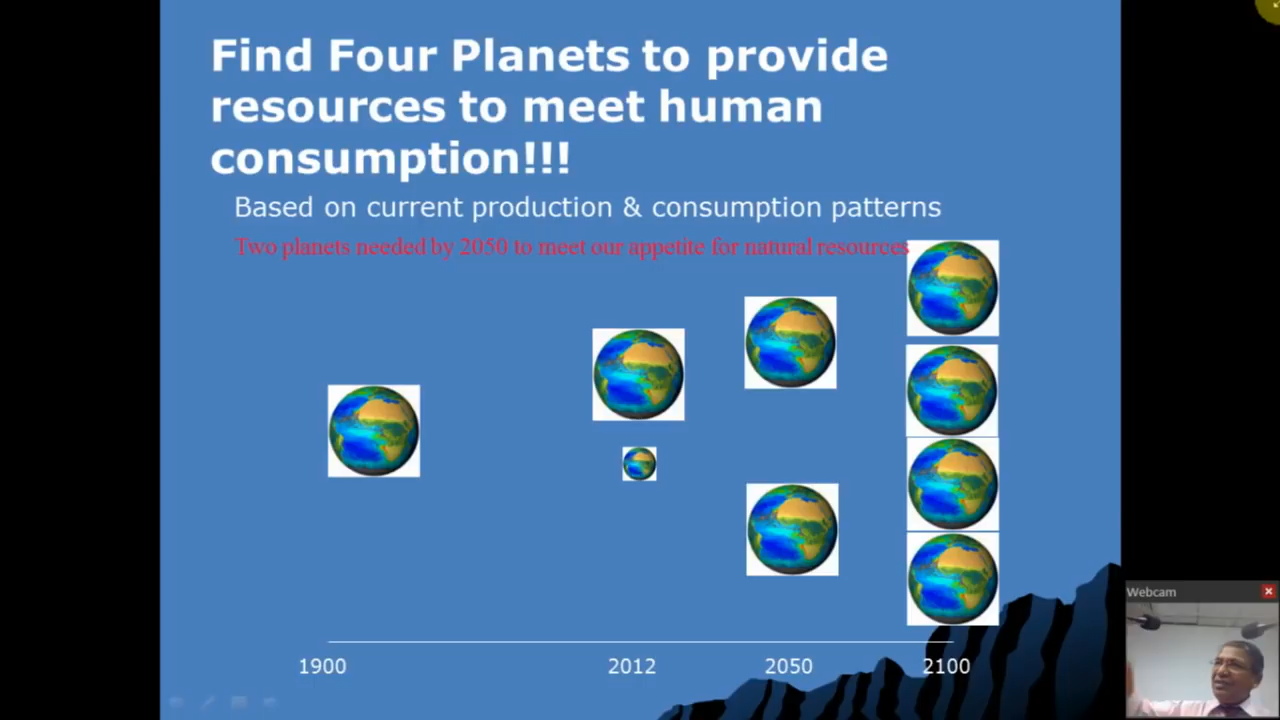 Find Four Planets to provide
resources to meet human
consumption!!!
Based on current production & consumption patterns
Two planets needed by 2050 to meet our appetite for natural resources
1900
2012
2050
2100
Webcam